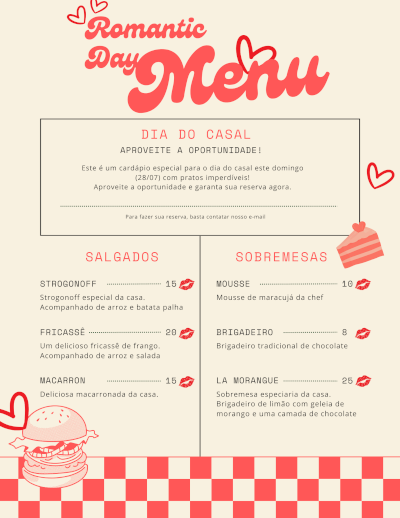 Romantic
Day
Menu
DIA DO CASAL
APROVEITE A OPORTUNIDADE!
Este é um cardápio especial para o dia do casal este domingo
(28/07) com pratos imperdíveis!
Aproveite a oportunidade e garanta sua reserva agora.
Para fazer sua reserva, basta contatar nosso e-mail
SALGADOS
STROGONOFF 15
Strogonoff especial da casa.
Acompanhado de arroz e batata palha
FRICASSÊ 20
Um delicioso fricassê de frango.
Acompanhado de arroz e salada
MACARRON 15
Deliciosa macarronada da casa.
SOBREMESAS
MOUSSE 10
Mousse de maracujá da chef
BRIGADEIRO 8
Brigadeiro tradicional de chocolate
LA MORANGUE 25
Sobremesa especiaria da casa.
Brigadeiro de limão com geleia de
morango e uma camada de chocolate